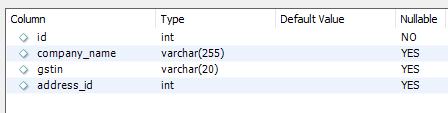 Column Type Default Value Nullable
id int NO
company_name varchar(255) YES
gstin varchar(20) YES
address_id int YES